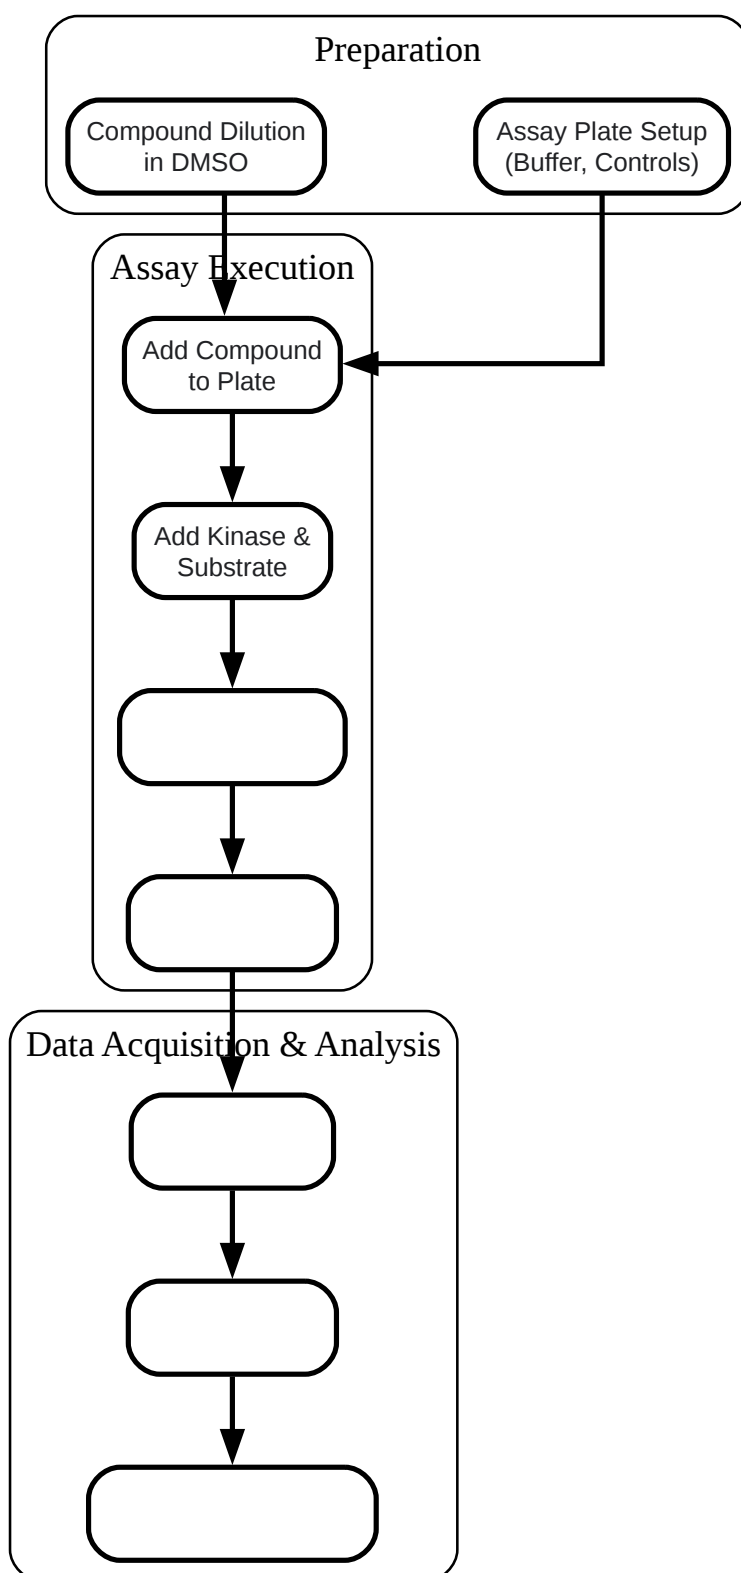 Preparation
Compound Dilution
in DMSO
Assay Plate Setup
(Buffer, Controls)
Assay Execution
Add Compound
to Plate
Add Kinase &
Substrate
Data Acquisition & Analysis